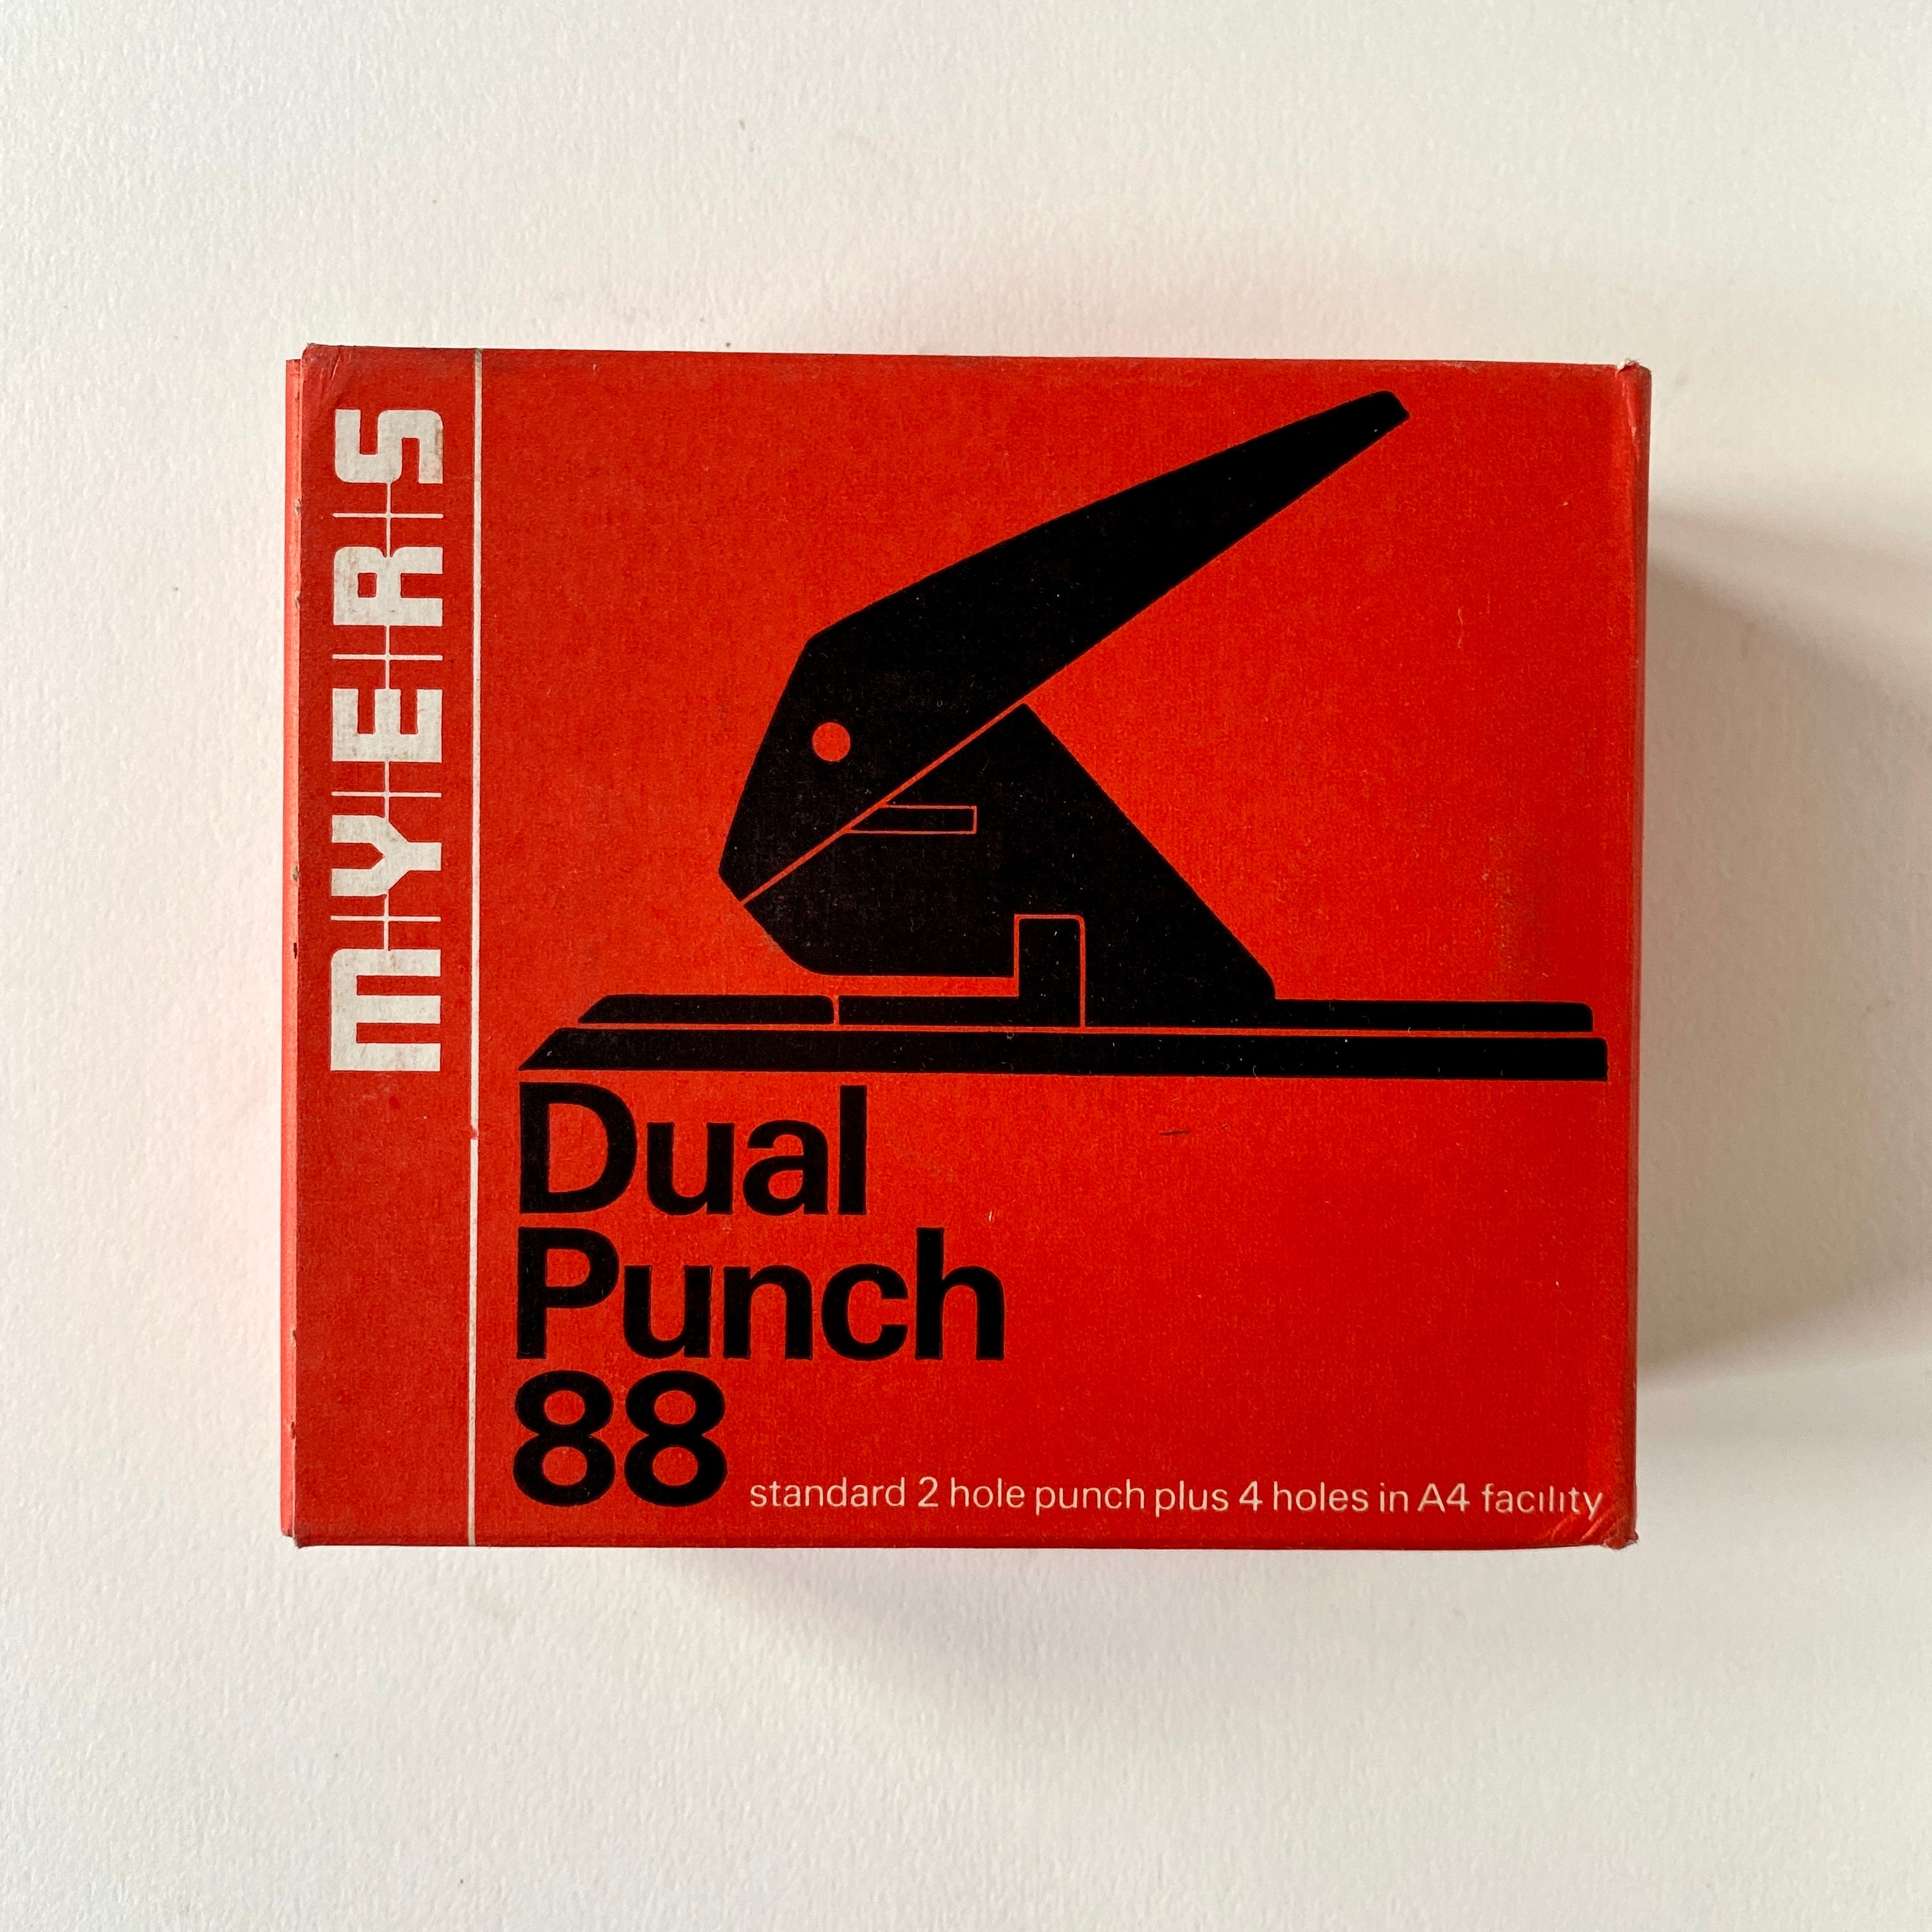 MYERS
Dual
Punch
88
standard 2 hole punch plus 4 holes in A4 facility